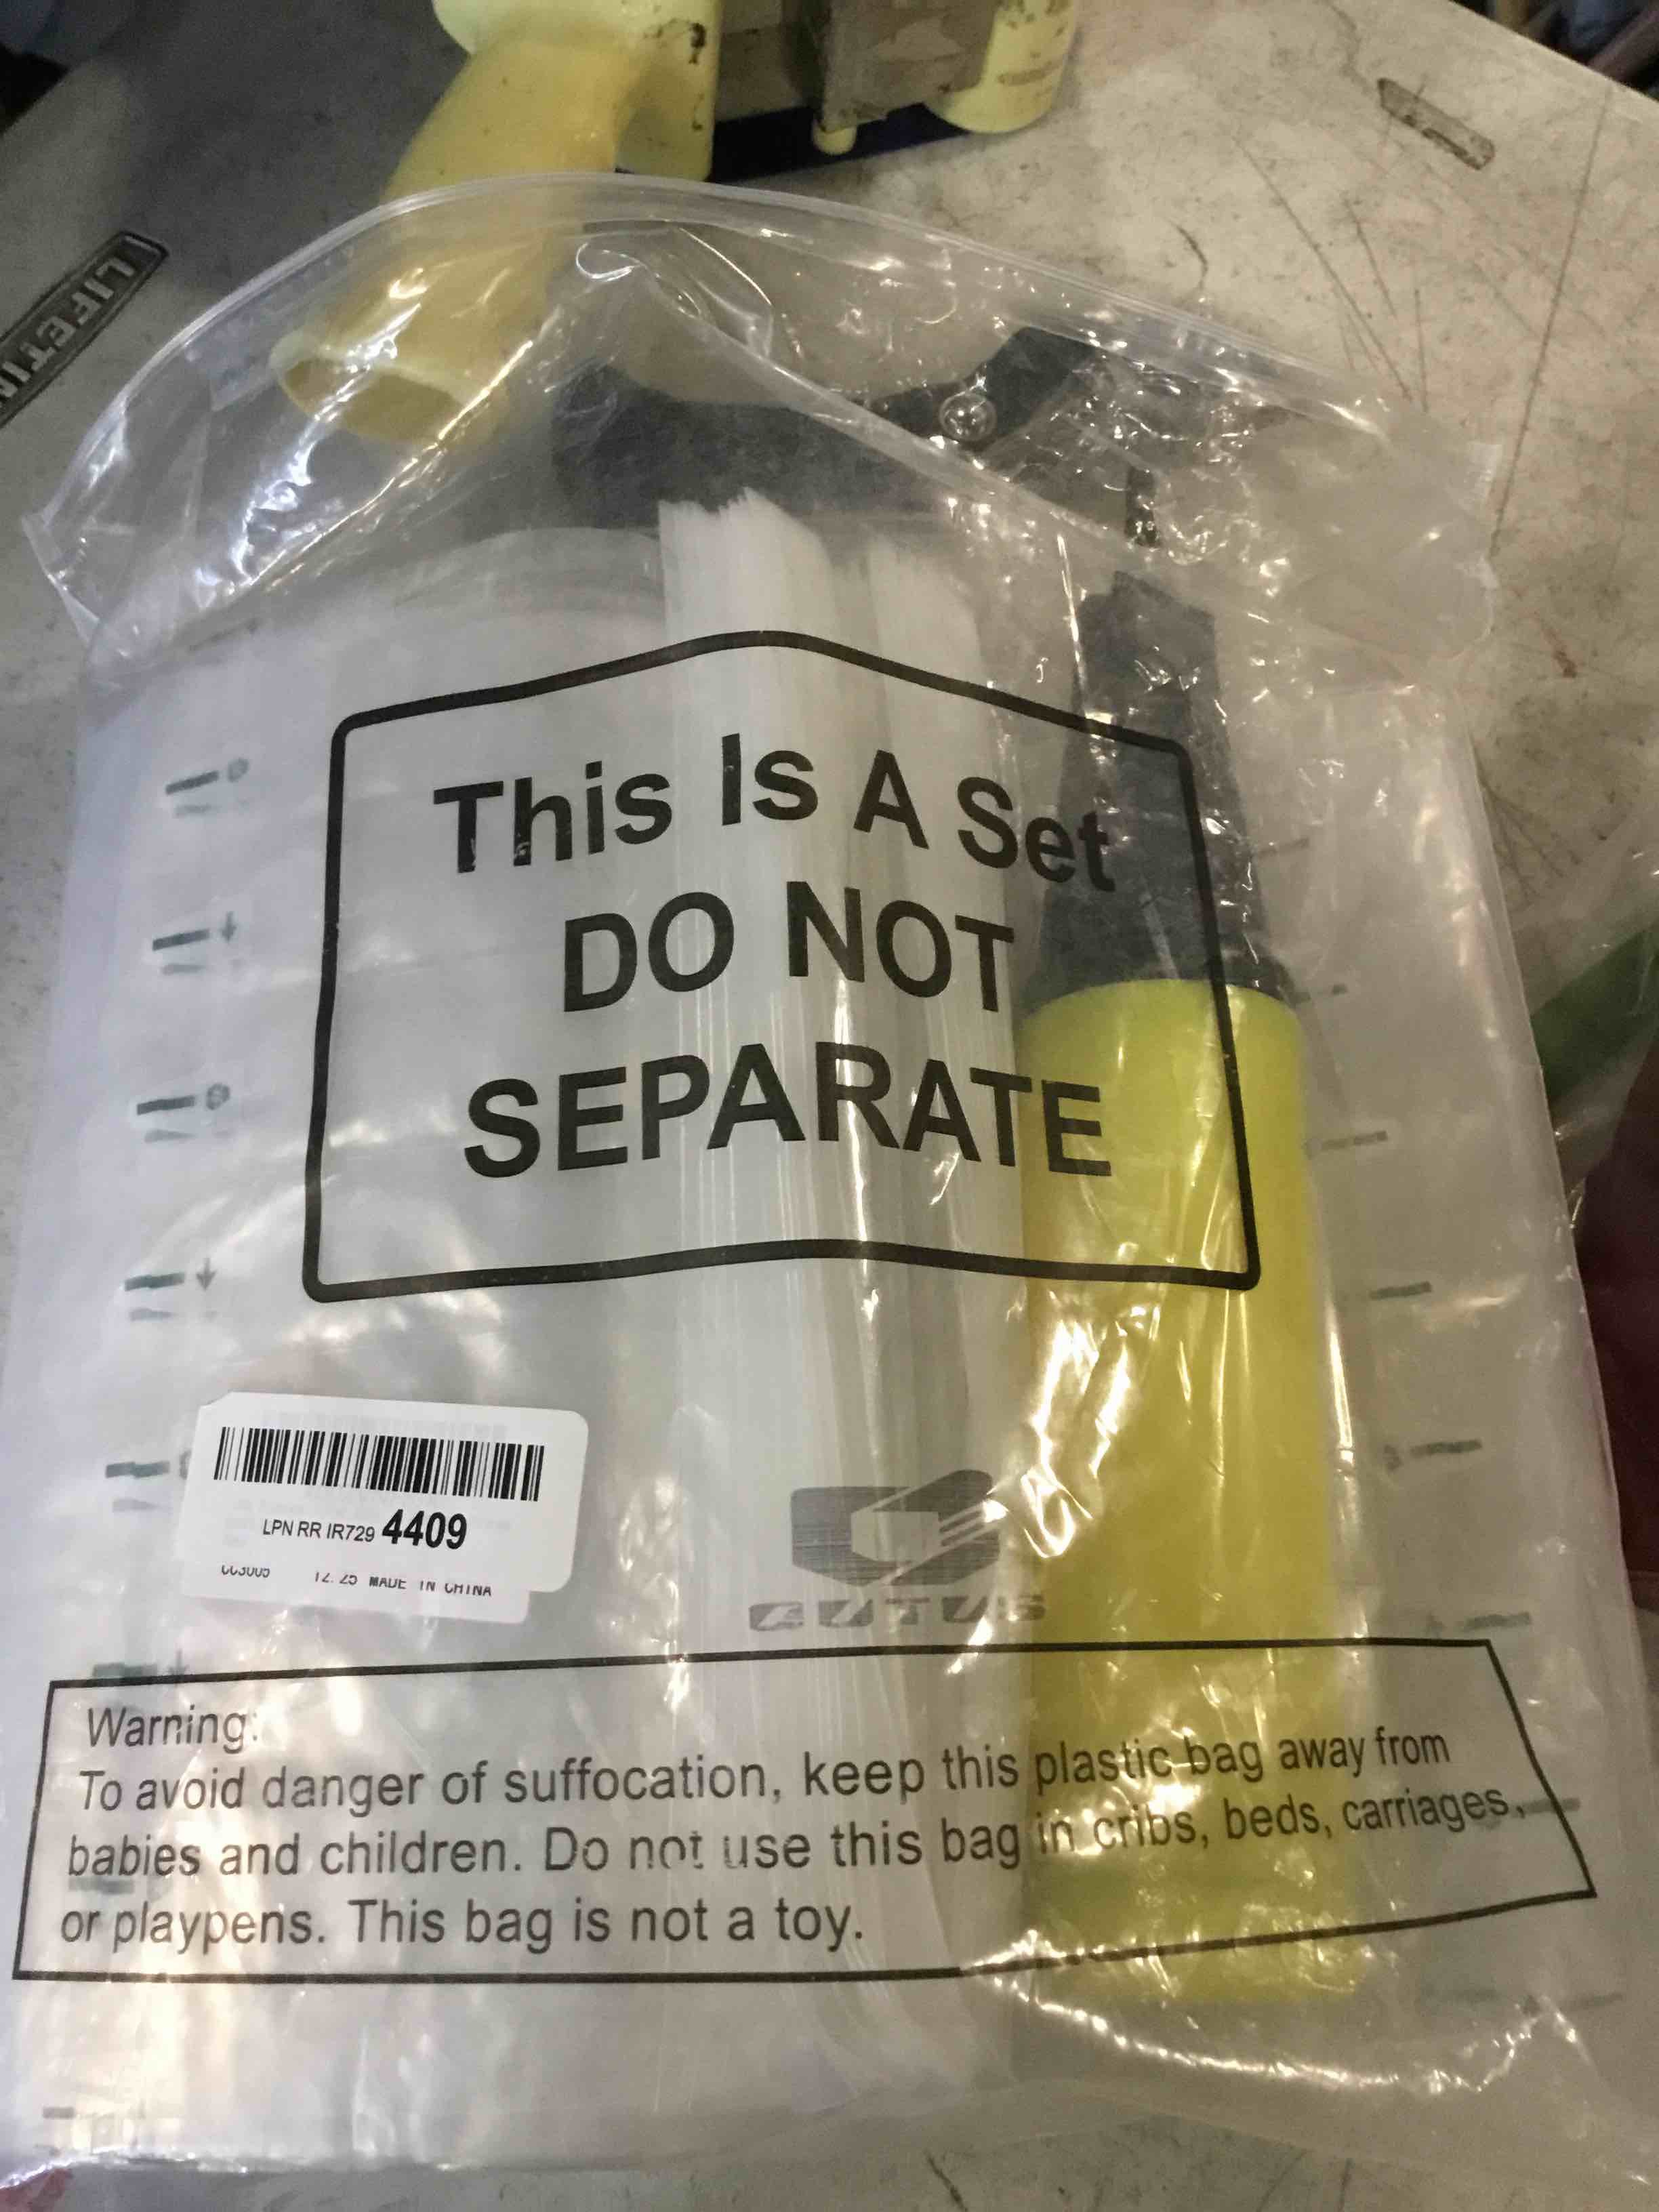 LIFETI
This Is A Set
DO NOT
SEPARATE
LPN RR IR729 4409
12.25 MADE IN CHINA
Warning:
To avoid danger of suffocation, keep this plastic bag away from
babies and children. Do not use this bag in cribs, beds, carriages,
or playpens. This bag is not a toy.